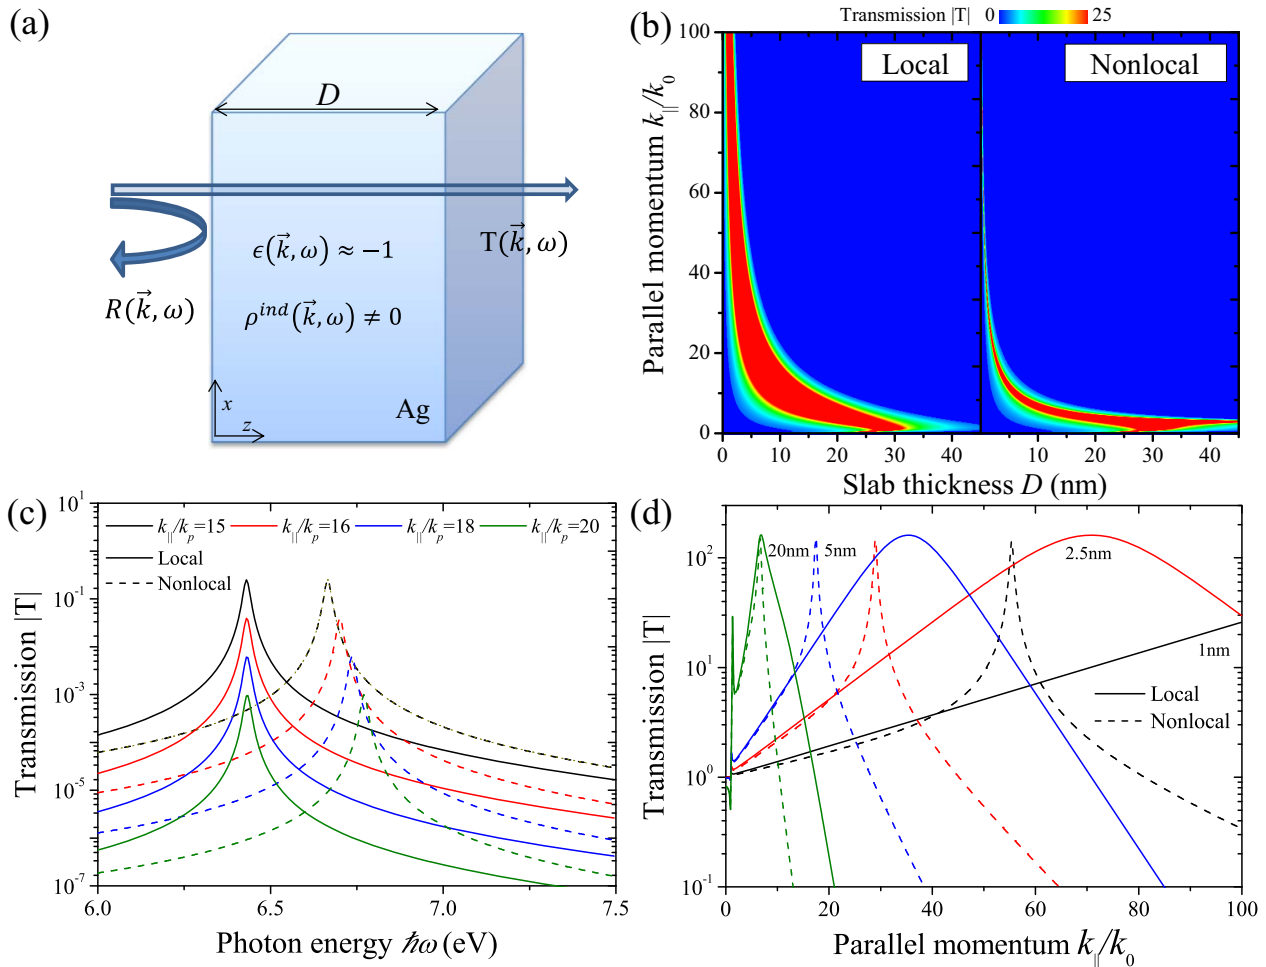 (a)
D
ϵ(k⃗, ω) ≈ −1
ρ^ind(k⃗, ω) ≠ 0
T(k⃗, ω)
R(k⃗, ω)
x
z
Ag
(b)
Transmission |T| 0 25
Local
Nonlocal
Parallel momentum k||/k0
100
80
60
40
20
0
0 10 20 30 40 10 20 30 40
Slab thickness D (nm)
(c)
k||/kp=15 k||/kp=16 k||/kp=18 k||/kp=20
Local
Nonlocal
Transmission |T|
10^1
10^-1
10^-3
10^-5
10^-7
6.0 6.5 7.0 7.5
Photon energy ℏω (eV)
(d)
20nm 5nm 2.5nm
1nm
Local
Nonlocal
Transmission |T|
10^2
10^1
10^0
10^-1
0 20 40 60 80 100
Parallel momentum k||/k0